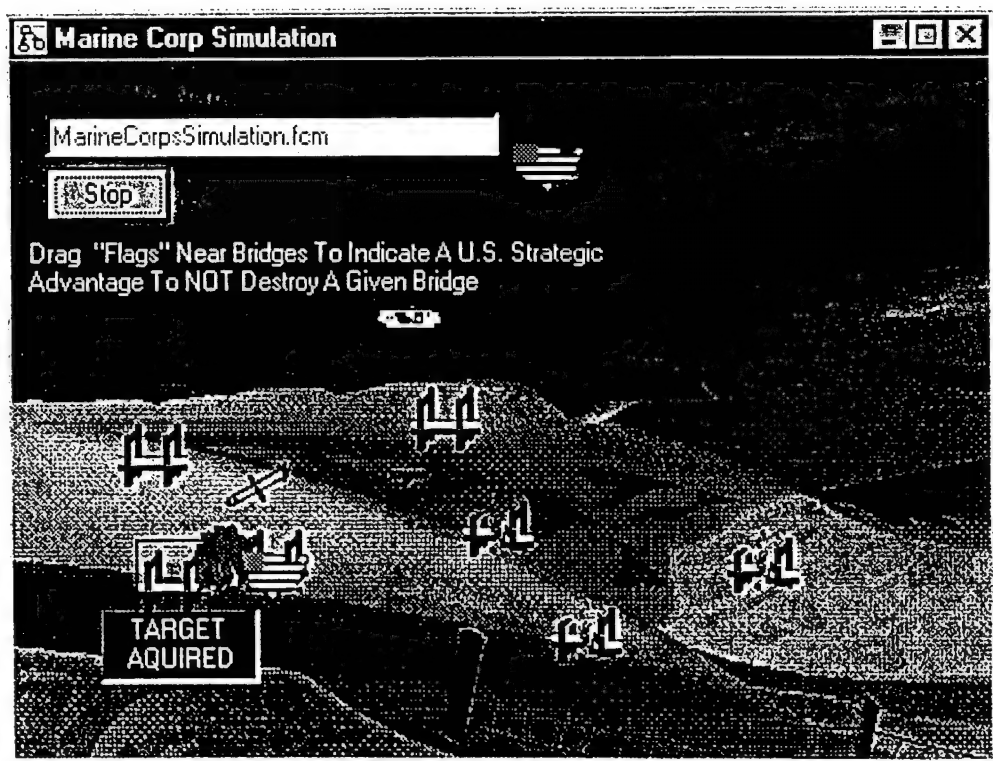 Marine Corp Simulation
MarineCorpsSimulation.fcm
Stop
Drag "Flags" Near Bridges To Indicate A U.S. Strategic
Advantage To NOT Destroy A Given Bridge
TARGET
AQUIRED